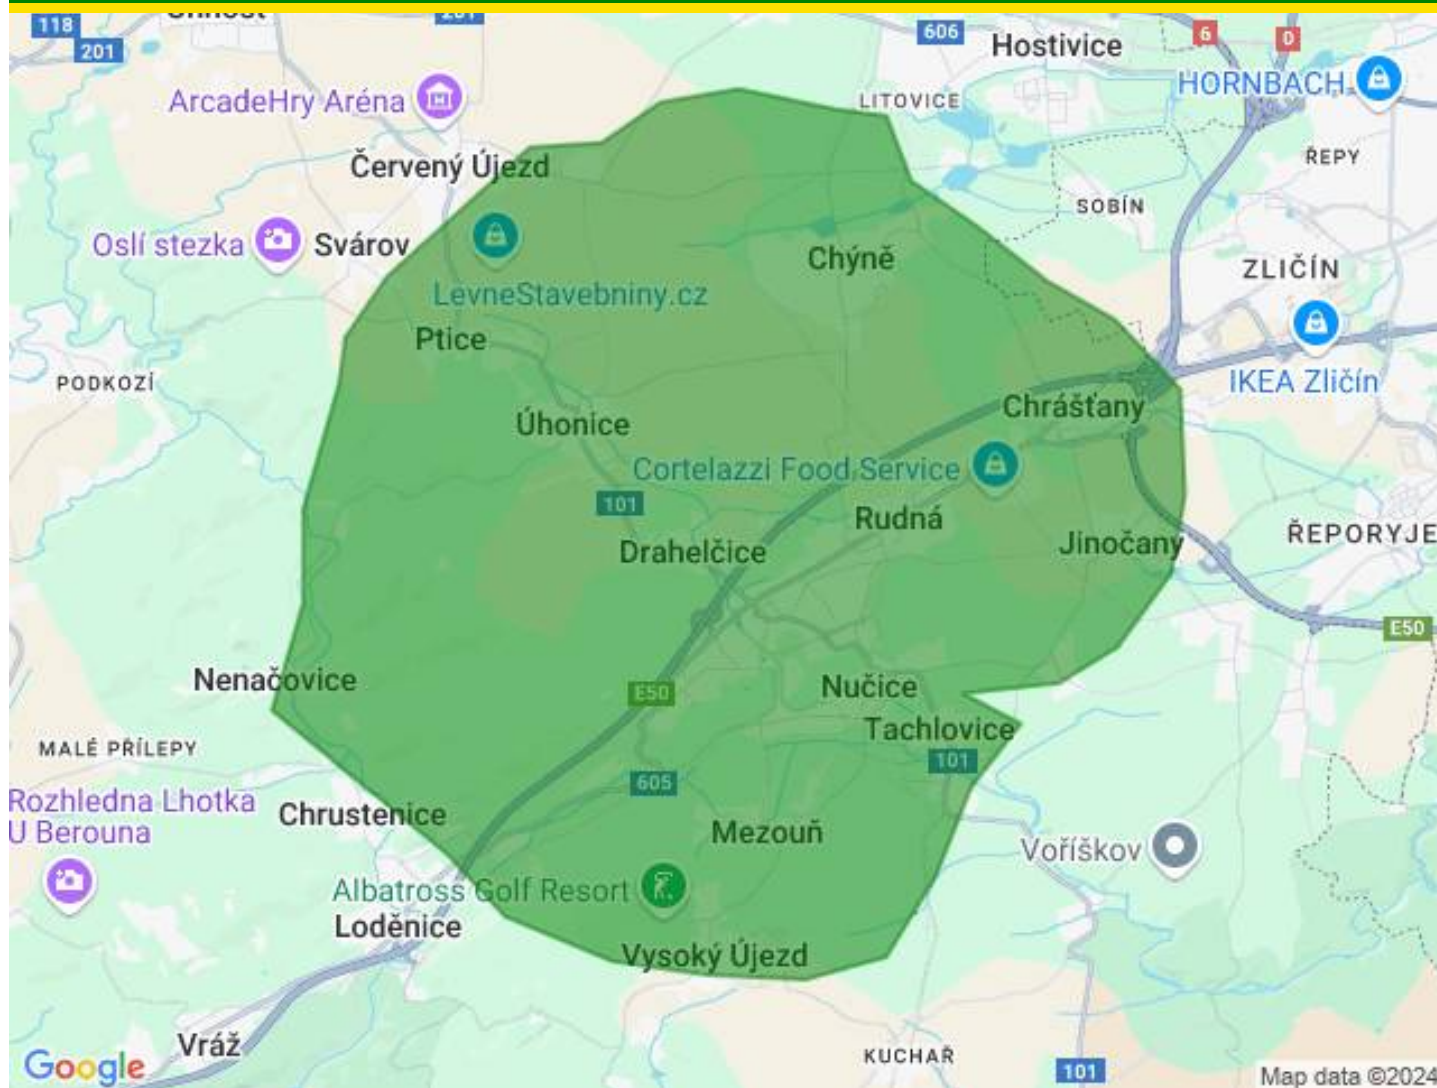 118
201
201
606
Hostivice
6
0
HORNBACH
ArcadeHry Aréna
LITOVICE
ŘEPY
Červený Újezd
SOBÍN
Oslí stezka
Svárov
Chýně
ZLIČÍN
LevneStavebniny.cz
Ptice
PODKOZÍ
IKEA Zličín
Chrášťany
Úhonice
Cortelazzi Food Service
101
Rudná
Drahelčice
Jinočany
ŘEPORYJE
E50
Nenačovice
E50
Nučice
Tachlovice
MALÉ PŘÍLEPY
101
605
Rozhledna Lhotka
U Berouna
Chrustenice
Mezouň
Voříškov
Albatross Golf Resort
Loděnice
Vysoký Újezd
Vráž
KUCHAŘ
Google
101
Map data ©2024